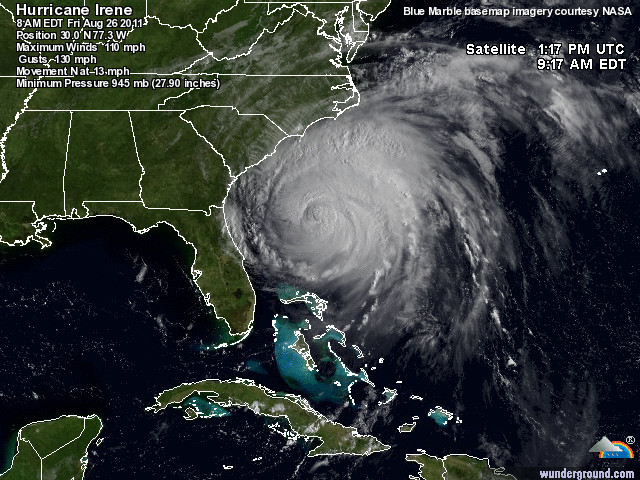 Hurricane Irene
8AM EDT Fri Aug 26 2011
Position 30.0 N 77.3 W
Maximum Winds 110 mph
Gusts 130 mph
Movement N at 13 mph
Minimum Pressure 945 mb (27.90 inches)
Blue Marble basemap imagery courtesy NASA
Satellite 1:17 PM UTC
9:17 AM EDT
®
wunderground.com